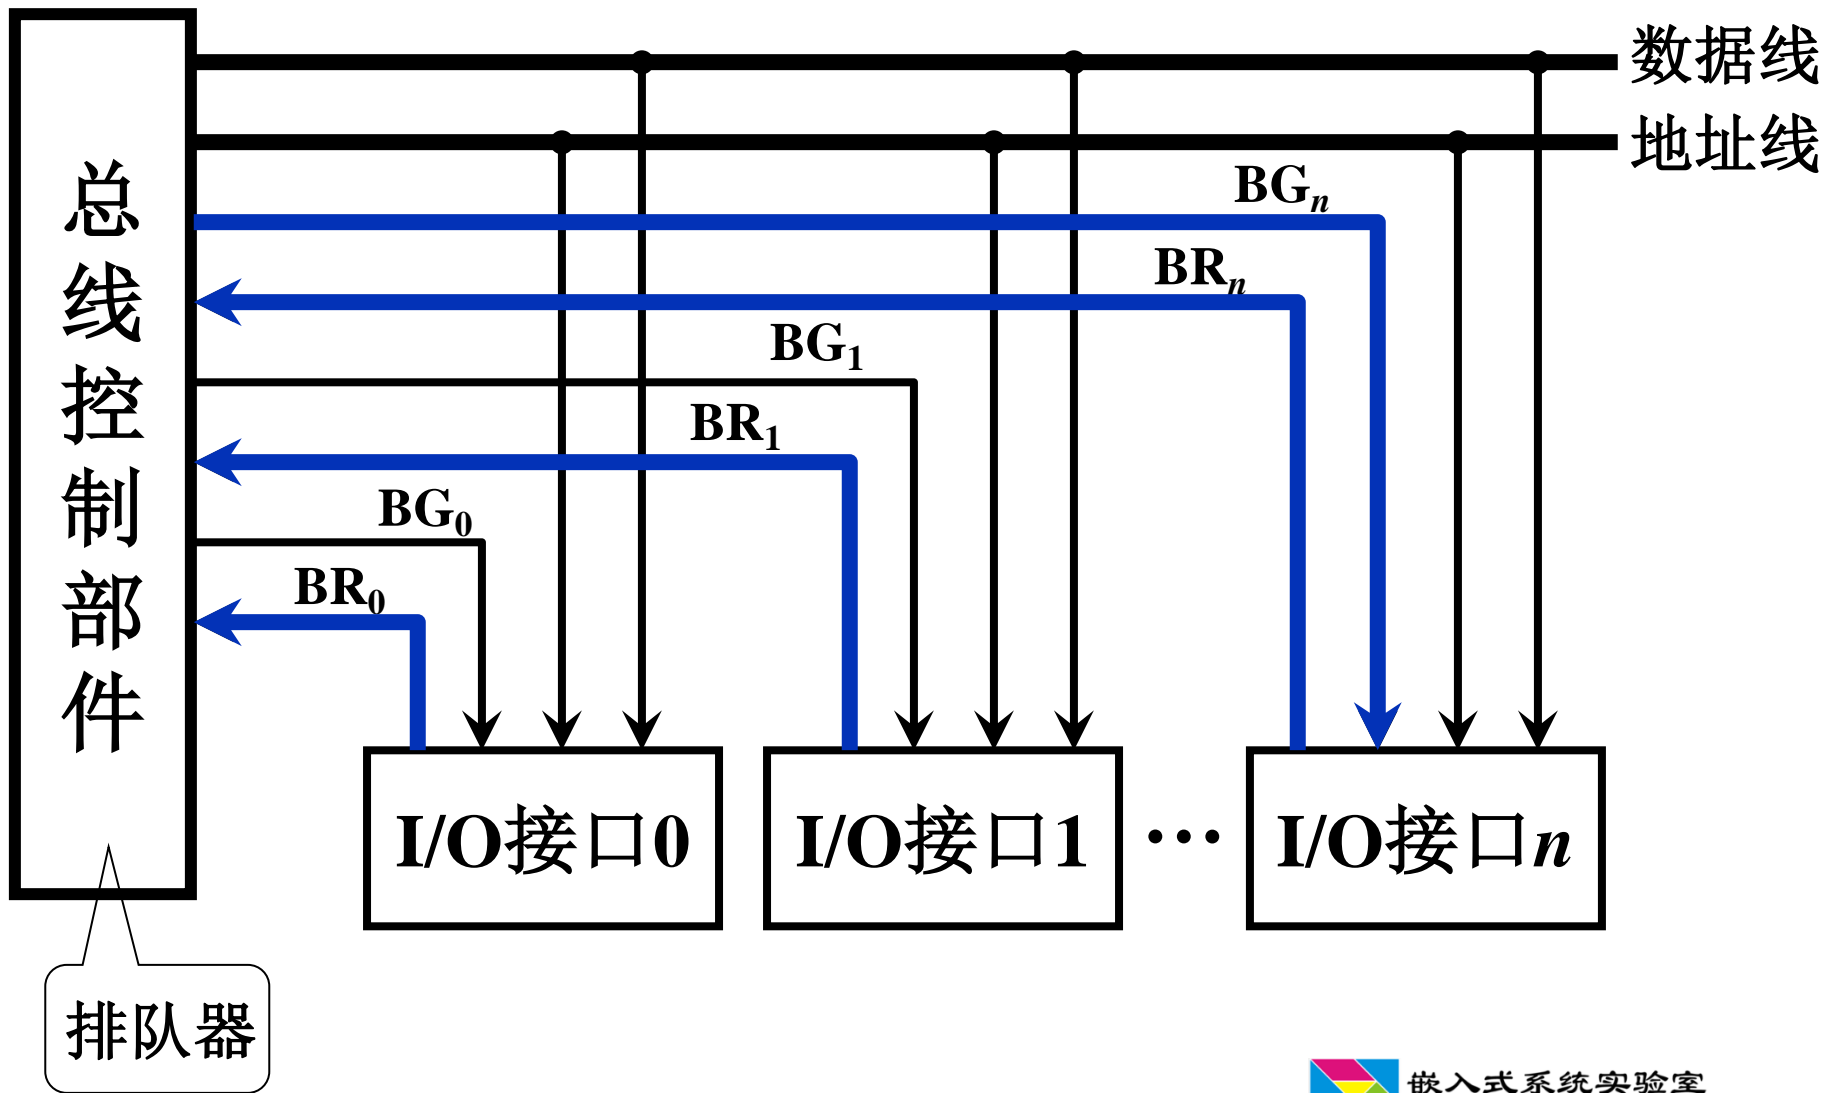 数据线
地址线
总线控制部件
BGn
BRn
BG1
BR1
BG0
BR0
I/O接口0
I/O接口1
…
I/O接口n
排队器
嵌入式系统实验室